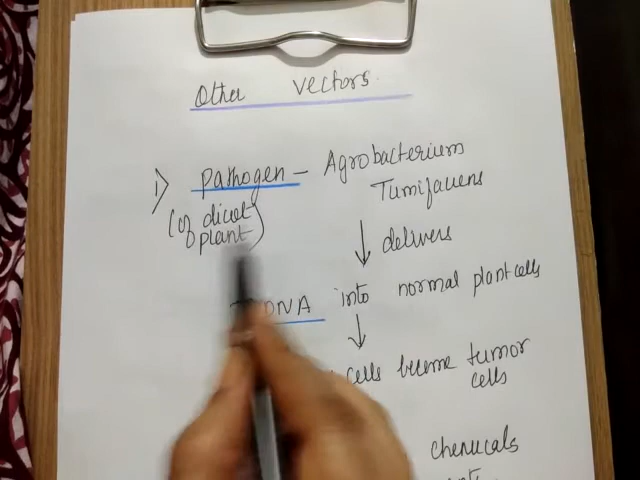 Other vectors.
1) Pathogen - Agrobacterium
Tumifaciens
(of dicot
plant)
↓ delivers
DNA into normal plant cells
↓
cells become tumor
cells
chemicals